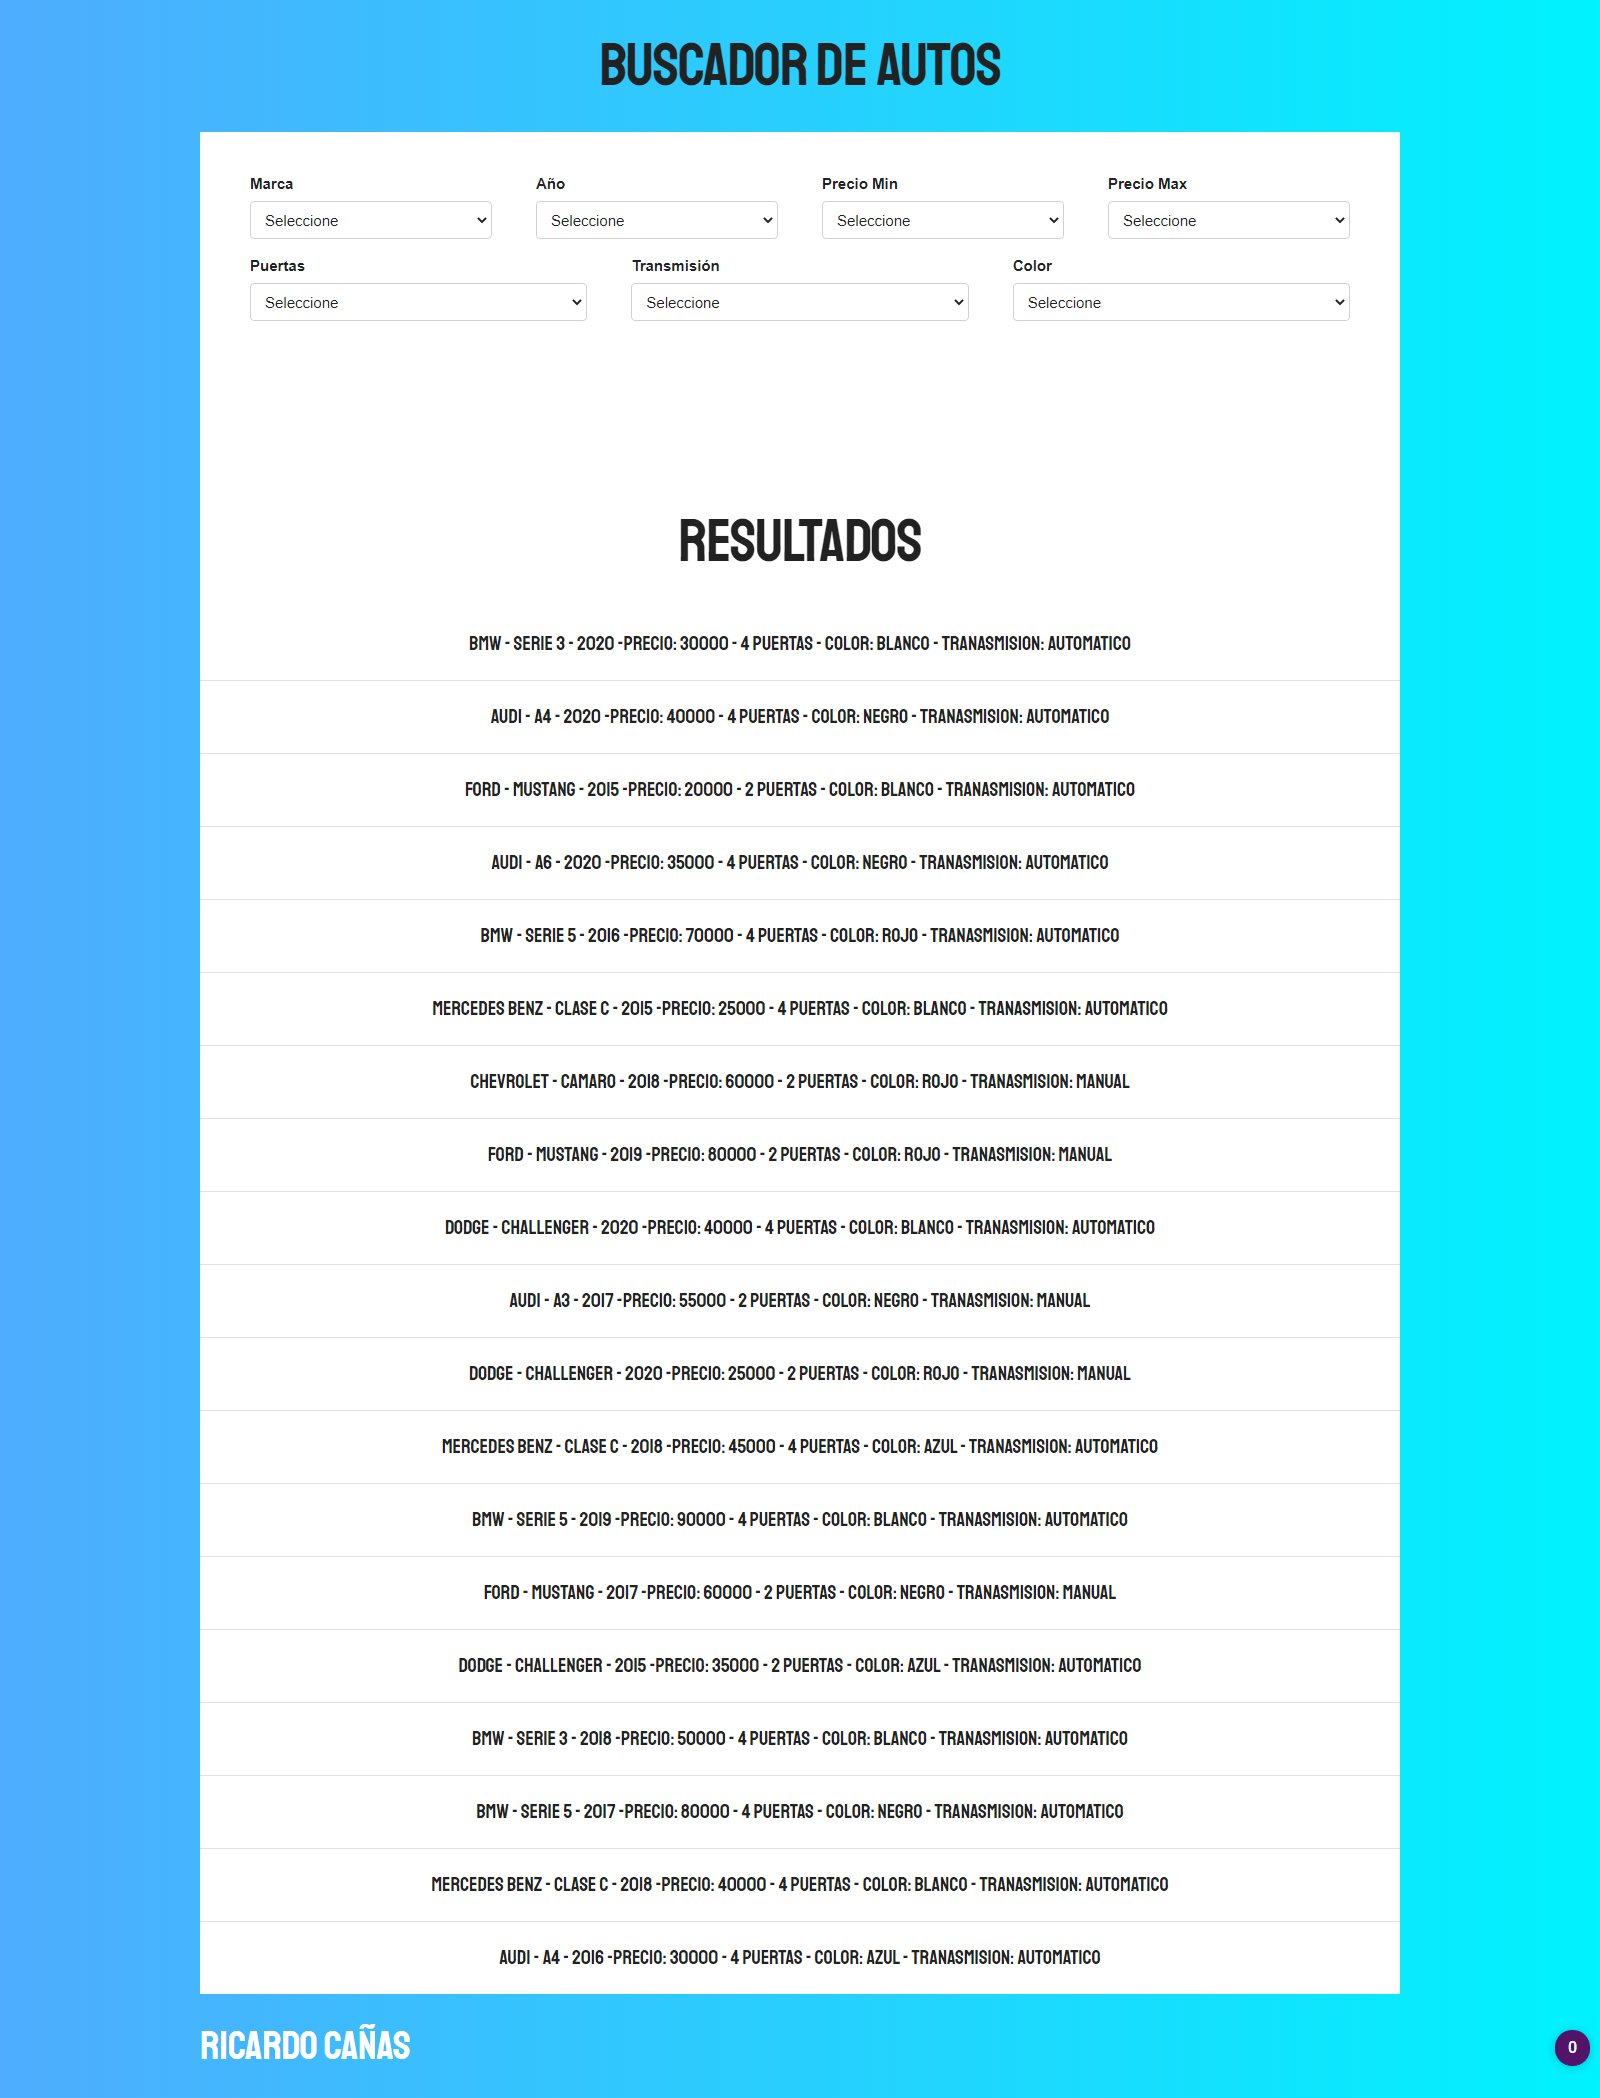 BUSCADOR DE AUTOS
Marca Año Precio Min Precio Max
Seleccione Seleccione Seleccione Seleccione
Puertas Transmisión Color
Seleccione Seleccione Seleccione
RESULTADOS
BMW - SERIE 3 - 2020 -PRECIO: 30000 - 4 PUERTAS - COLOR: BLANCO - TRANASMISION: AUTOMATICO
AUDI - A4 - 2020 -PRECIO: 40000 - 4 PUERTAS - COLOR: NEGRO - TRANASMISION: AUTOMATICO
FORD - MUSTANG - 2015 -PRECIO: 20000 - 2 PUERTAS - COLOR: BLANCO - TRANASMISION: AUTOMATICO
AUDI - A6 - 2020 -PRECIO: 35000 - 4 PUERTAS - COLOR: NEGRO - TRANASMISION: AUTOMATICO
BMW - SERIE 5 - 2016 -PRECIO: 70000 - 4 PUERTAS - COLOR: ROJO - TRANASMISION: AUTOMATICO
MERCEDES BENZ - CLASE C - 2015 -PRECIO: 25000 - 4 PUERTAS - COLOR: BLANCO - TRANASMISION: AUTOMATICO
CHEVROLET - CAMARO - 2018 -PRECIO: 60000 - 2 PUERTAS - COLOR: ROJO - TRANASMISION: MANUAL
FORD - MUSTANG - 2019 -PRECIO: 80000 - 2 PUERTAS - COLOR: ROJO - TRANASMISION: MANUAL
DODGE - CHALLENGER - 2020 -PRECIO: 40000 - 4 PUERTAS - COLOR: BLANCO - TRANASMISION: AUTOMATICO
AUDI - A3 - 2017 -PRECIO: 55000 - 2 PUERTAS - COLOR: NEGRO - TRANASMISION: MANUAL
DODGE - CHALLENGER - 2020 -PRECIO: 25000 - 2 PUERTAS - COLOR: ROJO - TRANASMISION: MANUAL
MERCEDES BENZ - CLASE C - 2018 -PRECIO: 45000 - 4 PUERTAS - COLOR: AZUL - TRANASMISION: AUTOMATICO
BMW - SERIE 5 - 2019 -PRECIO: 90000 - 4 PUERTAS - COLOR: BLANCO - TRANASMISION: AUTOMATICO
FORD - MUSTANG - 2017 -PRECIO: 60000 - 2 PUERTAS - COLOR: NEGRO - TRANASMISION: MANUAL
DODGE - CHALLENGER - 2015 -PRECIO: 35000 - 2 PUERTAS - COLOR: AZUL - TRANASMISION: AUTOMATICO
BMW - SERIE 3 - 2018 -PRECIO: 50000 - 4 PUERTAS - COLOR: BLANCO - TRANASMISION: AUTOMATICO
BMW - SERIE 5 - 2017 -PRECIO: 80000 - 4 PUERTAS - COLOR: NEGRO - TRANASMISION: AUTOMATICO
MERCEDES BENZ - CLASE C - 2018 -PRECIO: 40000 - 4 PUERTAS - COLOR: BLANCO - TRANASMISION: AUTOMATICO
AUDI - A4 - 2016 -PRECIO: 30000 - 4 PUERTAS - COLOR: AZUL - TRANASMISION: AUTOMATICO
RICARDO CAÑAS
0